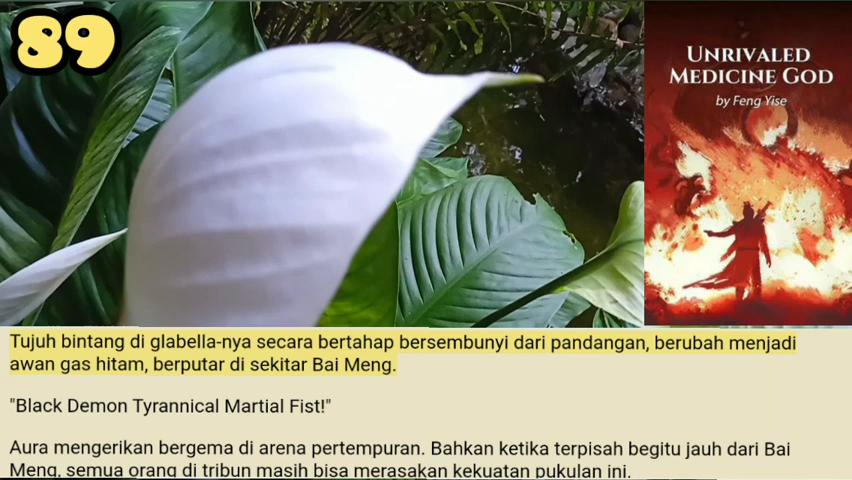 89
UNRIVALED
MEDICINE GOD
by Feng Yise
Tujuh bintang di glabella-nya secara bertahap bersembunyi dari pandangan, berubah menjadi
awan gas hitam, berputar di sekitar Bai Meng.
"Black Demon Tyrannical Martial Fist!"
Aura mengerikan bergema di arena pertempuran. Bahkan ketika terpisah begitu jauh dari Bai
Meng, semua orang di tribun masih bisa merasakan kekuatan pukulan ini.